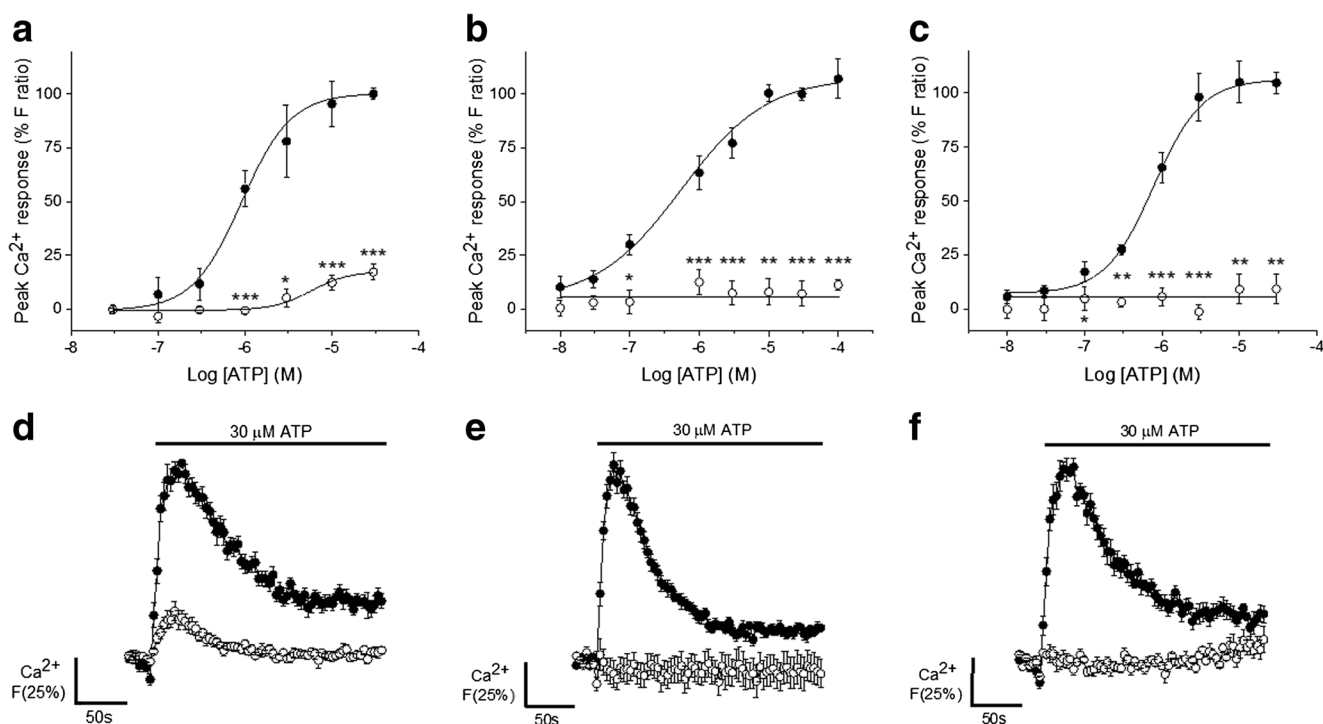 a
Peak Ca²⁺ response (% F ratio)
100
75
50
25
0
*** * *** ***
-8 -7 -6 -5 -4
Log [ATP] (M)
b
Peak Ca²⁺ response (% F ratio)
100
75
50
25
0
* *** *** ** *** ***
-8 -7 -6 -5 -4
Log [ATP] (M)
c
Peak Ca²⁺ response (% F ratio)
100
75
50
25
0
* ** *** *** ** **
-8 -7 -6 -5 -4
Log [ATP] (M)
d
30 µM ATP
Ca²⁺
F(25%)
50s
e
30 µM ATP
Ca²⁺
F(25%)
50s
f
30 µM ATP
Ca²⁺
F(25%)
50s